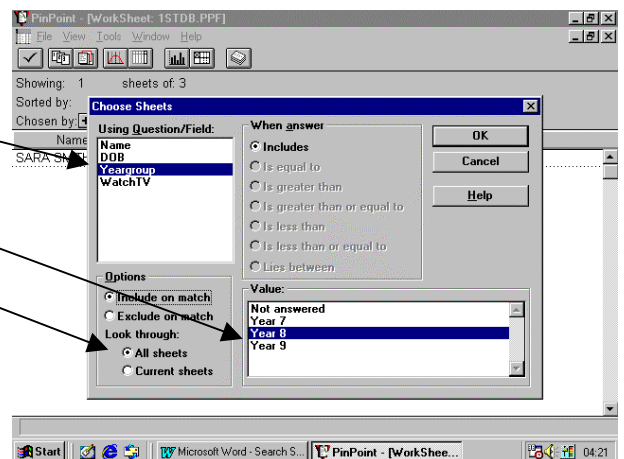 PinPoint - [WorkSheet: 1STDB.PPF]
File View Tools Window Help
Showing: 1 sheets of: 3
Sorted by:
Chosen by:
Name
SARA SMITH
Choose Sheets
Using Question/Field:
Name
DOB
Yeargroup
WatchTV
When answer
Includes
Is equal to
Is greater than
Is greater than or equal to
Is less than
Is less than or equal to
Lies between
OK
Cancel
Help
Options
Include on match
Exclude on match
Look through:
All sheets
Current sheets
Value:
Not answered
Year 7
Year 8
Year 9
Start
Microsoft Word - Search S...
PinPoint - [WorkShee...
04:21